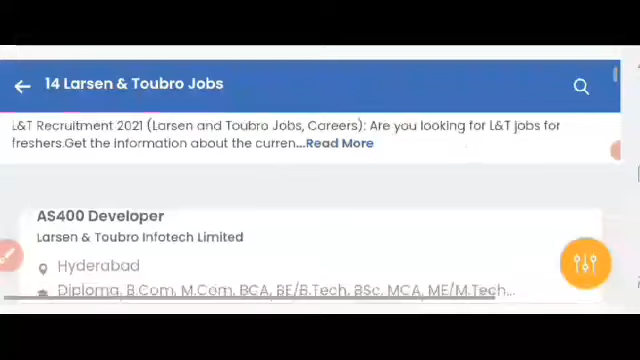 14 Larsen & Toubro Jobs
L&T Recruitment 2021 (Larsen and Toubro Jobs, Careers): Are you looking for L&T jobs for
freshers.Get the information about the curren...Read More
AS400 Developer
Larsen & Toubro Infotech Limited
Hyderabad
Diploma, B.Com, M.Com, BCA, BE/B.Tech, BSc, MCA, ME/M.Tech...